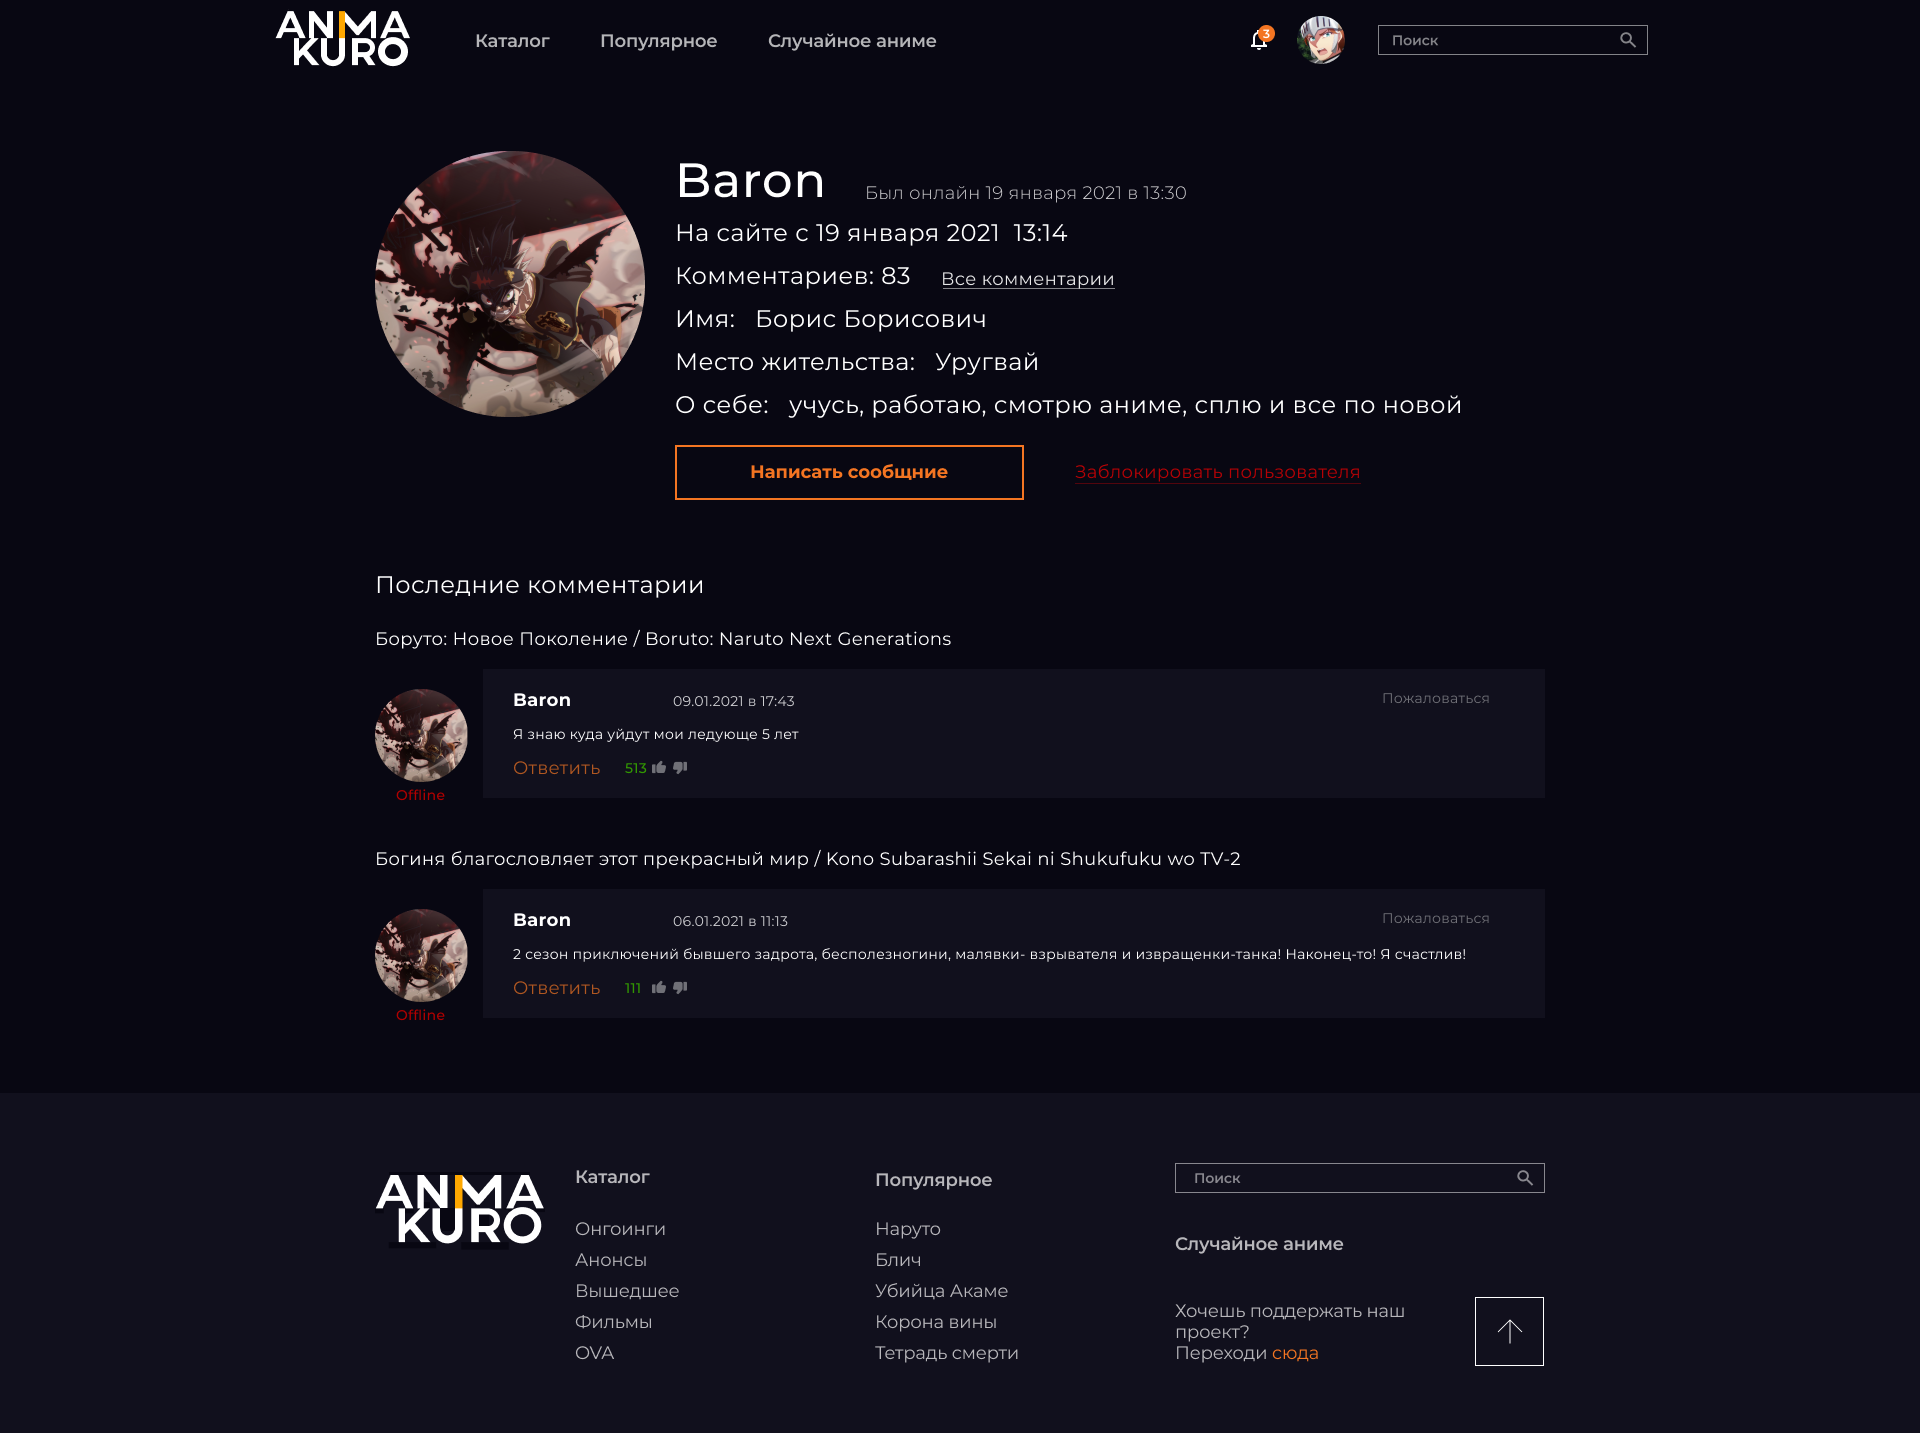 ANIMA
KURO
Каталог
Популярное
Случайное аниме
3
Поиск
Baron
Был онлайн 19 января 2021 в 13:30
На сайте с 19 января 2021 13:14
Комментариев: 83
Все комментарии
Имя: Борис Борисович
Место жительства: Уругвай
О себе: учусь, работаю, смотрю аниме, сплю и все по новой
Написать сообщние
Заблокировать пользователя
Последние комментарии
Боруто: Новое Поколение / Boruto: Naruto Next Generations
Baron
09.01.2021 в 17:43
Пожаловаться
Я знаю куда уйдут мои ледующе 5 лет
Ответить
513
Offline
Богиня благословляет этот прекрасный мир / Kono Subarashii Sekai ni Shukufuku wo TV-2
Baron
06.01.2021 в 11:13
Пожаловаться
2 сезон приключений бывшего задрота, бесполезногини, малявки- взрывателя и извращенки-танка! Наконец-то! Я счастлив!
Ответить
111
Offline
ANIMA
KURO
Каталог
Онгоинги
Анонсы
Вышедшее
Фильмы
OVA
Популярное
Наруто
Блич
Убийца Акаме
Корона вины
Тетрадь смерти
Поиск
Случайное аниме
Хочешь поддержать наш
проект?
Переходи сюда